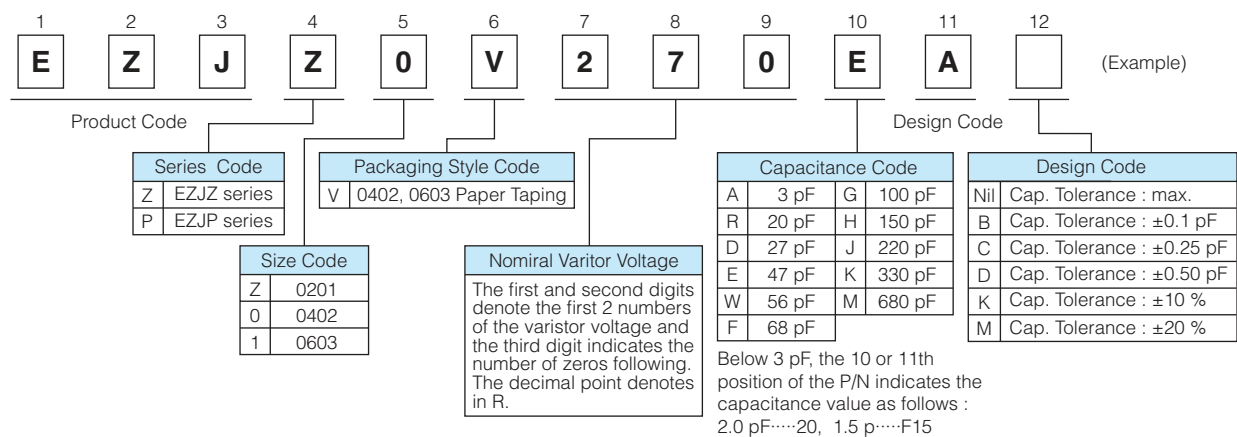 1 2 3 4 5 6 7 8 9 10 11 12
E Z J Z 0 V 2 7 0 E A (Example)
Product Code
Design Code
Series Code
Z EZJZ series
P EZJP series
Size Code
Z 0201
0 0402
1 0603
Packaging Style Code
V 0402, 0603 Paper Taping
Nomiral Varitor Voltage
The first and second digits
denote the first 2 numbers
of the varistor voltage and
the third digit indicates the
number of zeros following.
The decimal point denotes
in R.
Capacitance Code
A 3 pF G 100 pF
R 20 pF H 150 pF
D 27 pF J 220 pF
E 47 pF K 330 pF
W 56 pF M 680 pF
F 68 pF
Below 3 pF, the 10 or 11th
position of the P/N indicates the
capacitance value as follows :
2.0 pF·····20, 1.5 p·····F15
Design Code
Nil Cap. Tolerance : max.
B Cap. Tolerance : ±0.1 pF
C Cap. Tolerance : ±0.25 pF
D Cap. Tolerance : ±0.50 pF
K Cap. Tolerance : ±10 %
M Cap. Tolerance : ±20 %